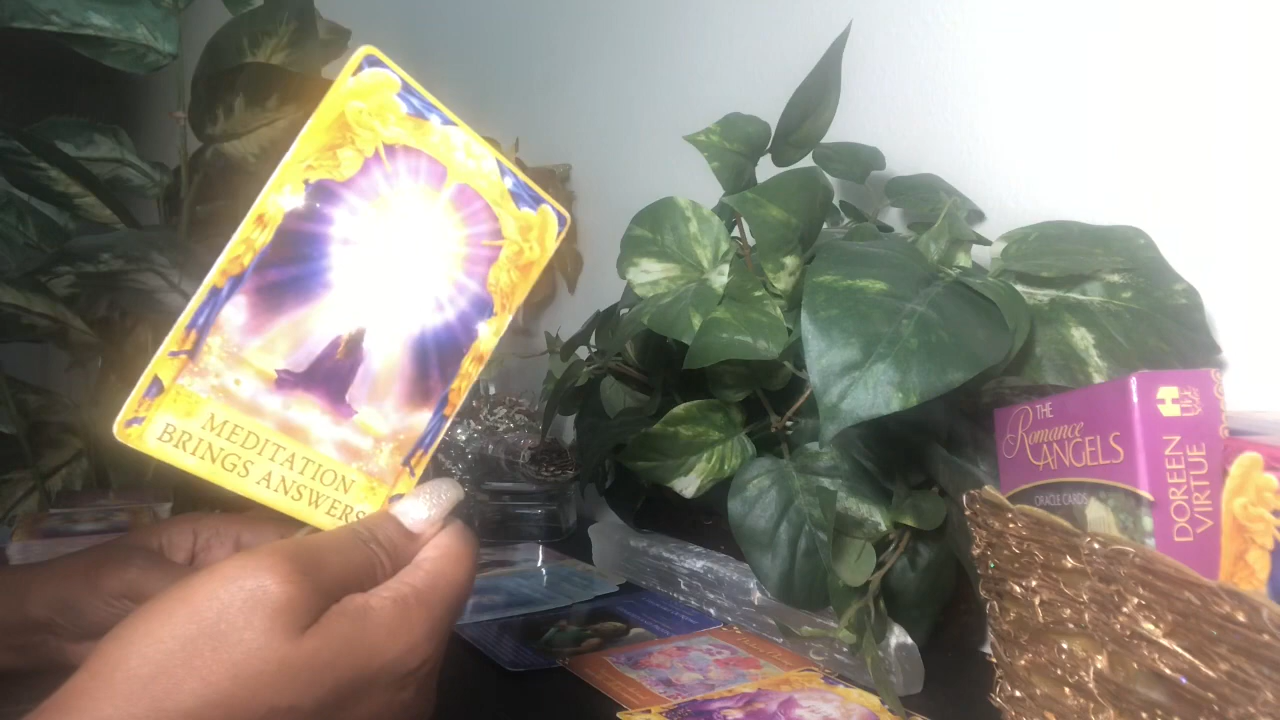 MEDITATION
BRINGS ANSWERS
THE
Romance
ANGELS
ORACLE CARDS
DOREEN
VIRTUE